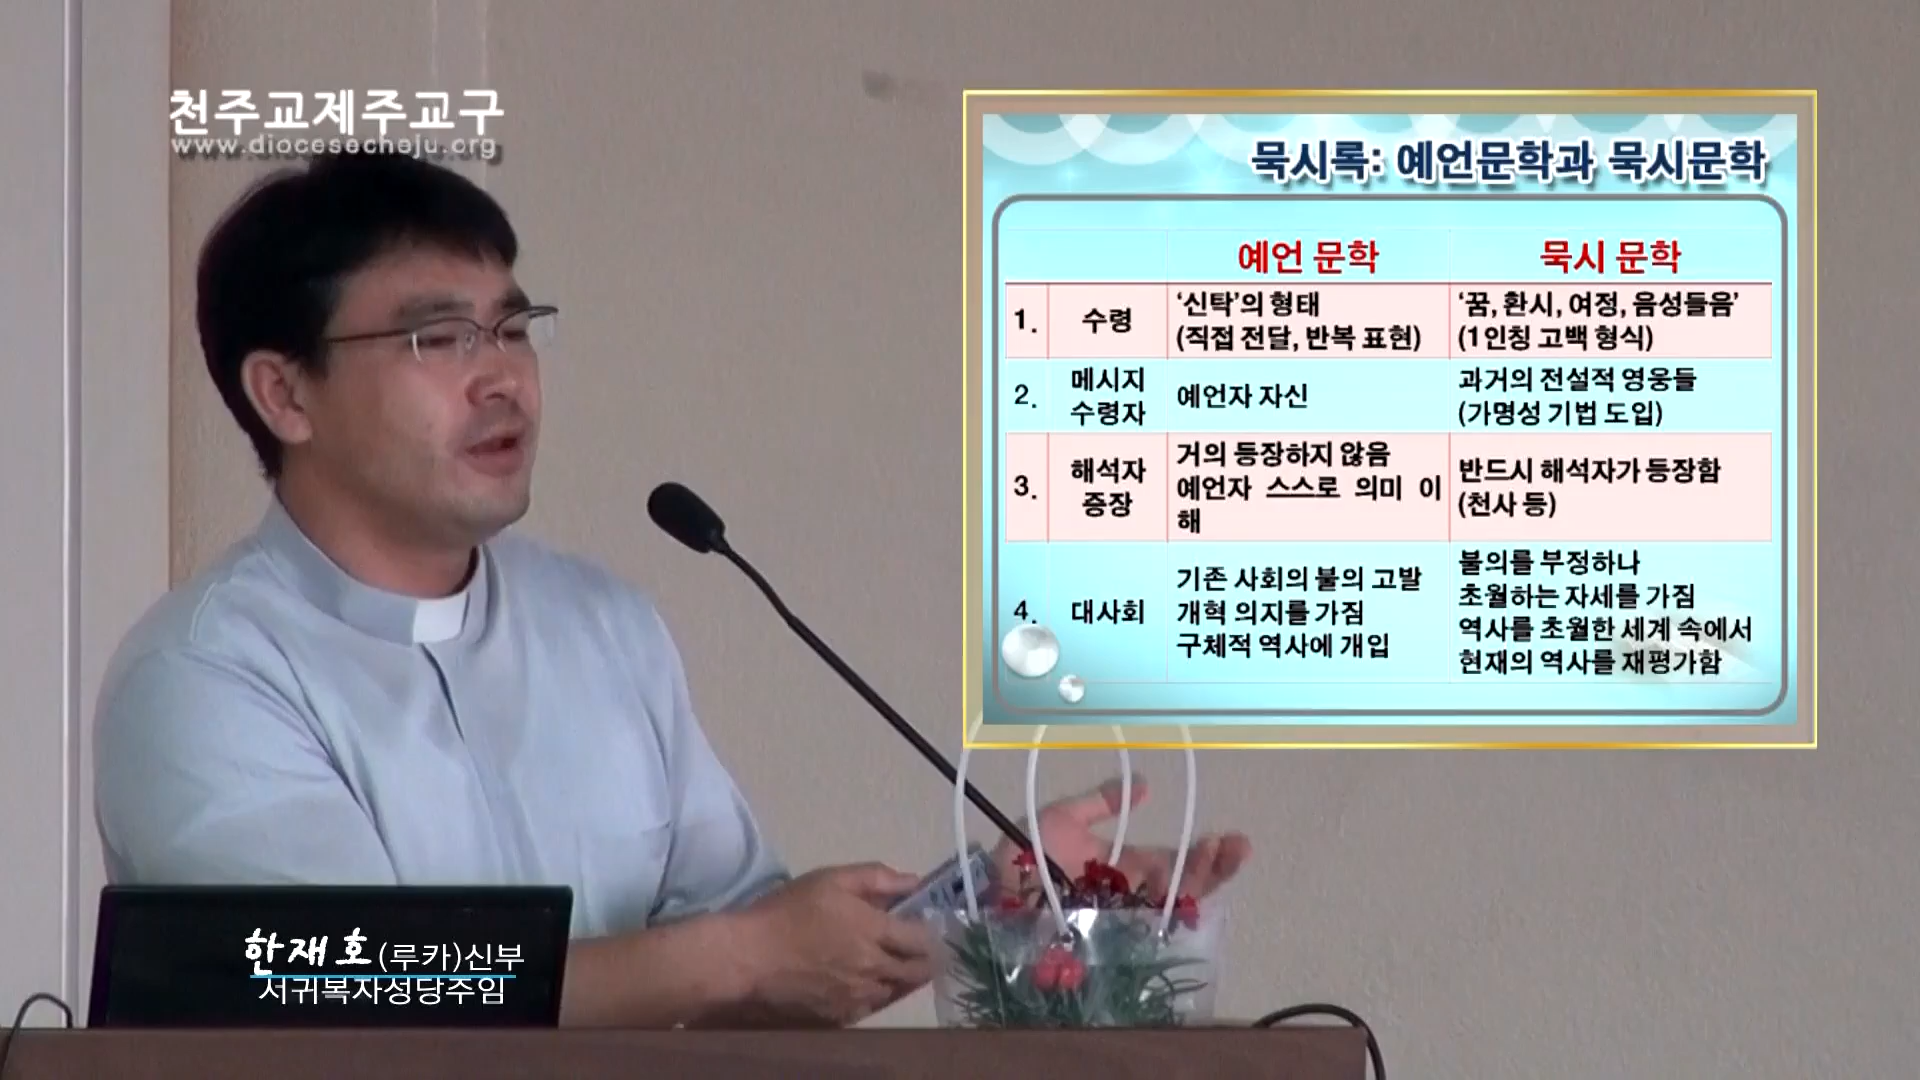 천주교제주교구
www.diocesecheju.org
묵시록: 예언문학과 묵시문학
예언 문학
묵시 문학
1.
수령
‘신탁’의 형태
(직접 전달, 반복 표현)
‘꿈, 환시, 여정, 음성들음’
(1인칭 고백 형식)
2.
메시지
수령자
예언자 자신
과거의 전설적 영웅들
(가명성 기법 도입)
3.
해석자
증장
거의 등장하지 않음
예언자 스스로 의미 이
해
반드시 해석자가 등장함
(천사 등)
4.
대사회
기존 사회의 불의 고발
개혁 의지를 가짐
구체적 역사에 개입
불의를 부정하나
초월하는 자세를 가짐
역사를 초월한 세계 속에서
현재의 역사를 재평가함
한재호(루카)신부
서귀복자성당주임